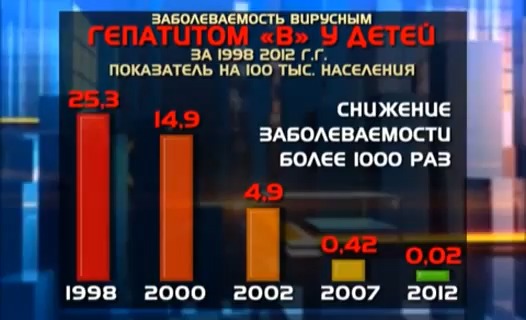 ЗАБОЛЕВАЕМОСТЬ ВИРУСНЫМ
ГЕПАТИТОМ «В» У ДЕТЕЙ
ЗА 1998 2012 Г.Г.
ПОКАЗАТЕЛЬ НА 100 ТЫС. НАСЕЛЕНИЯ
25,3
14,9
4,9
0,42
0,02
СНИЖЕНИЕ
ЗАБОЛЕВАЕМОСТИ
БОЛЕЕ 1000 РАЗ
1998 2000 2002 2007 2012